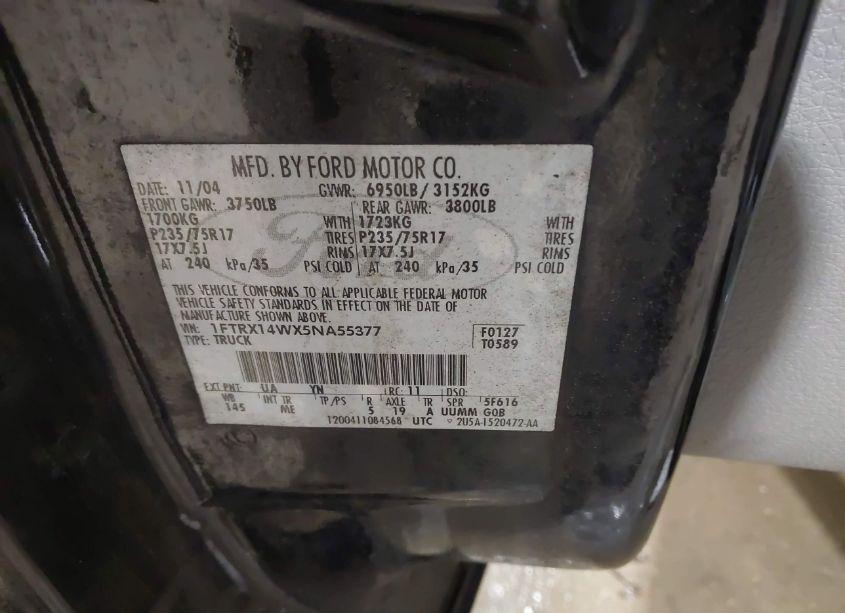 MFD. BY FORD MOTOR CO.
DATE: 11/04 GVWR: 6950LB/ 3152KG
FRONT GAWR: 3750LB REAR GAWR: 3800LB
1700KG WITH 1723KG WITH
P235/75R17 TIRES P235/75R17 TIRES
17X7.5J RIMS 17X7.5J RIMS
AT 240 kPa/35 PSI COLD AT 240 kPa/35 PSI COLD
THIS VEHICLE CONFORMS TO ALL APPLICABLE FEDERAL MOTOR
VEHICLE SAFETY STANDARDS IN EFFECT ON THE DATE OF
MANUFACTURE SHOWN ABOVE.
VIN: 1FTRX14WX5NA55377 F0127
TYPE: TRUCK T0589
EXT PNT: UA YN RC: 11 DSO:
WB INT TR TP/PS R AXLE TR SPR 5F616
145 ME 5 19 A UUMM GOB
1200411084568 UTC 2U5A-1520472-AA
Ford